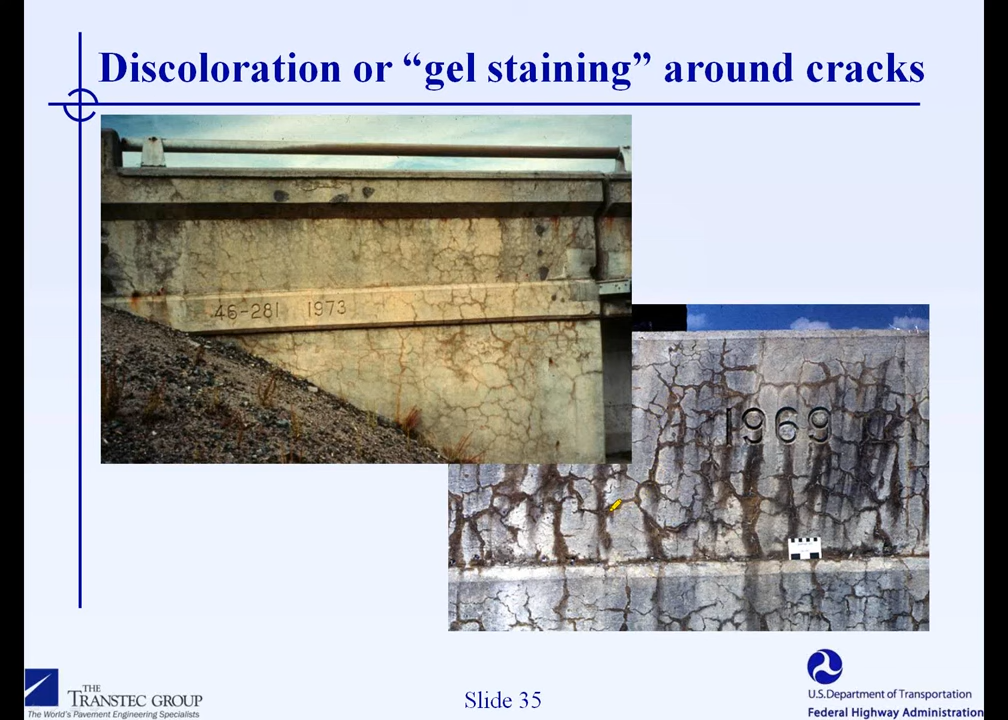 Discoloration or “gel staining” around cracks
46-281 1973
1969
THE
TRANSTEC GROUP
The World's Pavement Engineering Specialists
Slide 35
U.S.Department of Transportation
Federal Highway Administration